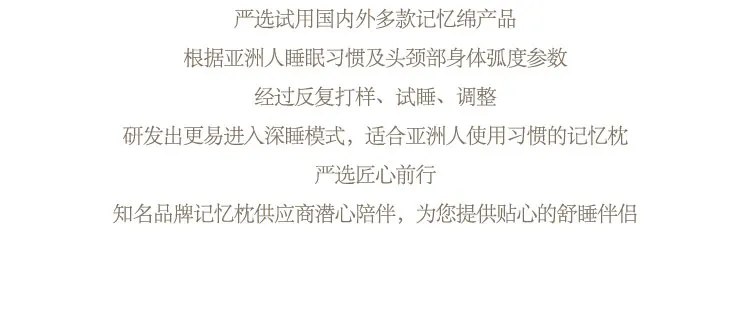 严选试用国内外多款记忆绵产品
根据亚洲人睡眠习惯及头颈部身体弧度参数
经过反复打样、试睡、调整
研发出更易进入深睡模式，适合亚洲人使用习惯的记忆枕
严选匠心前行
知名品牌记忆枕供应商潜心陪伴，为您提供贴心的舒睡伴侣